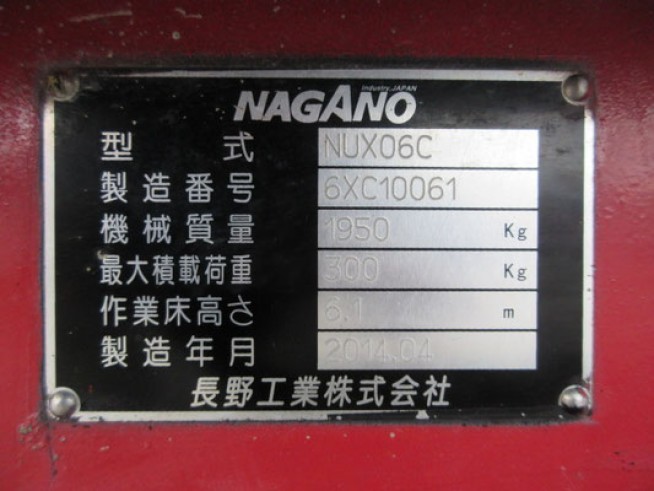 Industry.JAPAN
NAGANO
型式 NUX06C
製造番号 6XC10061
機械質量 1950 Kg
最大積載荷重 300 Kg
作業床高さ 6.1 m
製造年月 2014.04
長野工業株式会社